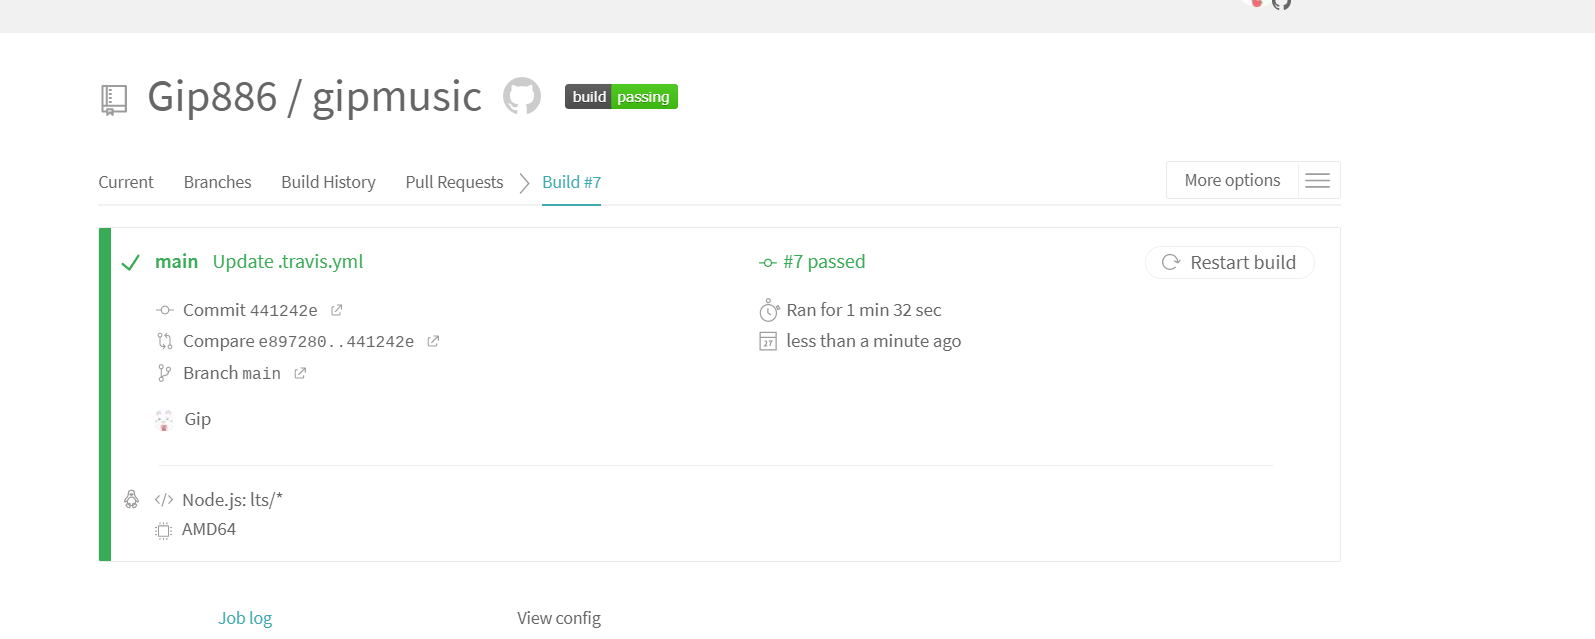 Gip886 / gipmusic
build passing
Current Branches Build History Pull Requests Build #7
More options
main Update .travis.yml
#7 passed
Restart build
Commit 441242e
Ran for 1 min 32 sec
Compare e897280..441242e
27 less than a minute ago
Branch main
Gip
</> Node.js: lts/*
AMD64
Job log View config